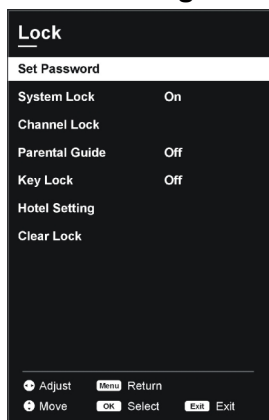 Lock
Set Password
System Lock On
Channel Lock
Parental Guide Off
Key Lock Off
Hotel Setting
Clear Lock
Adjust Menu Return
Move OK Select Exit Exit